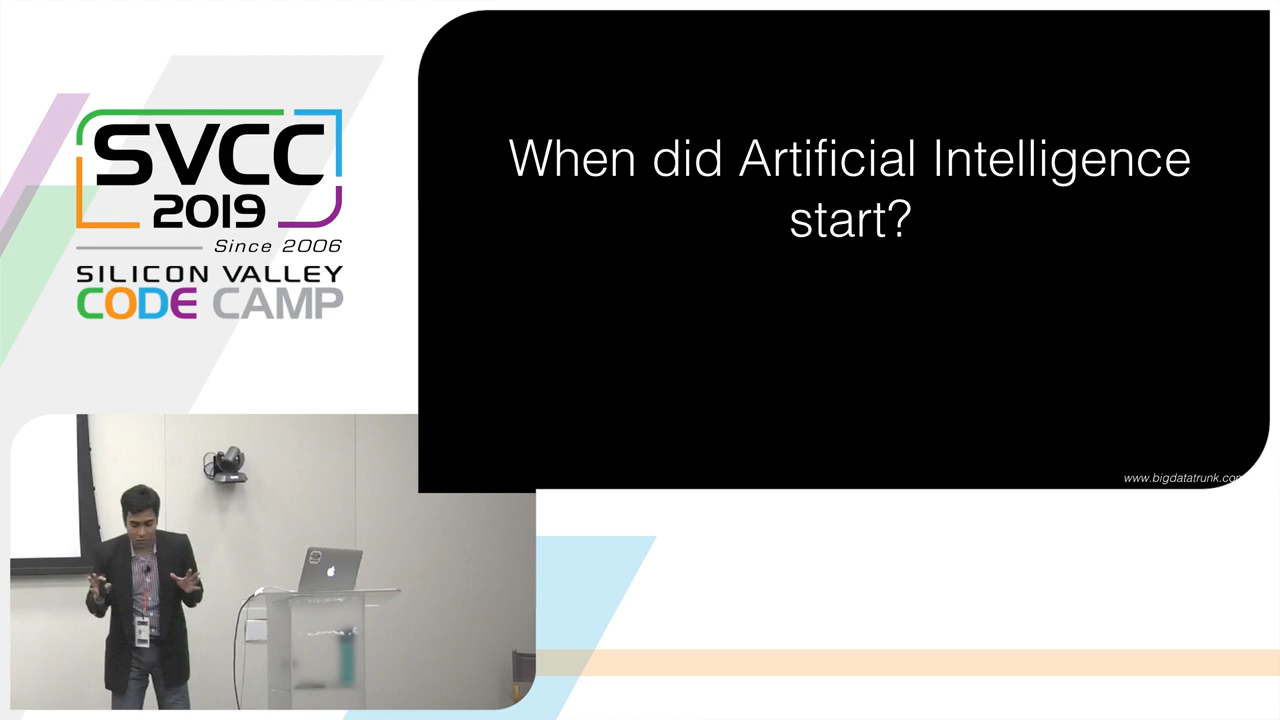 SVCC
2019
Since 2006
SILICON VALLEY
CODE CAMP
When did Artificial Intelligence
start?
www.bigdatatrunk.com